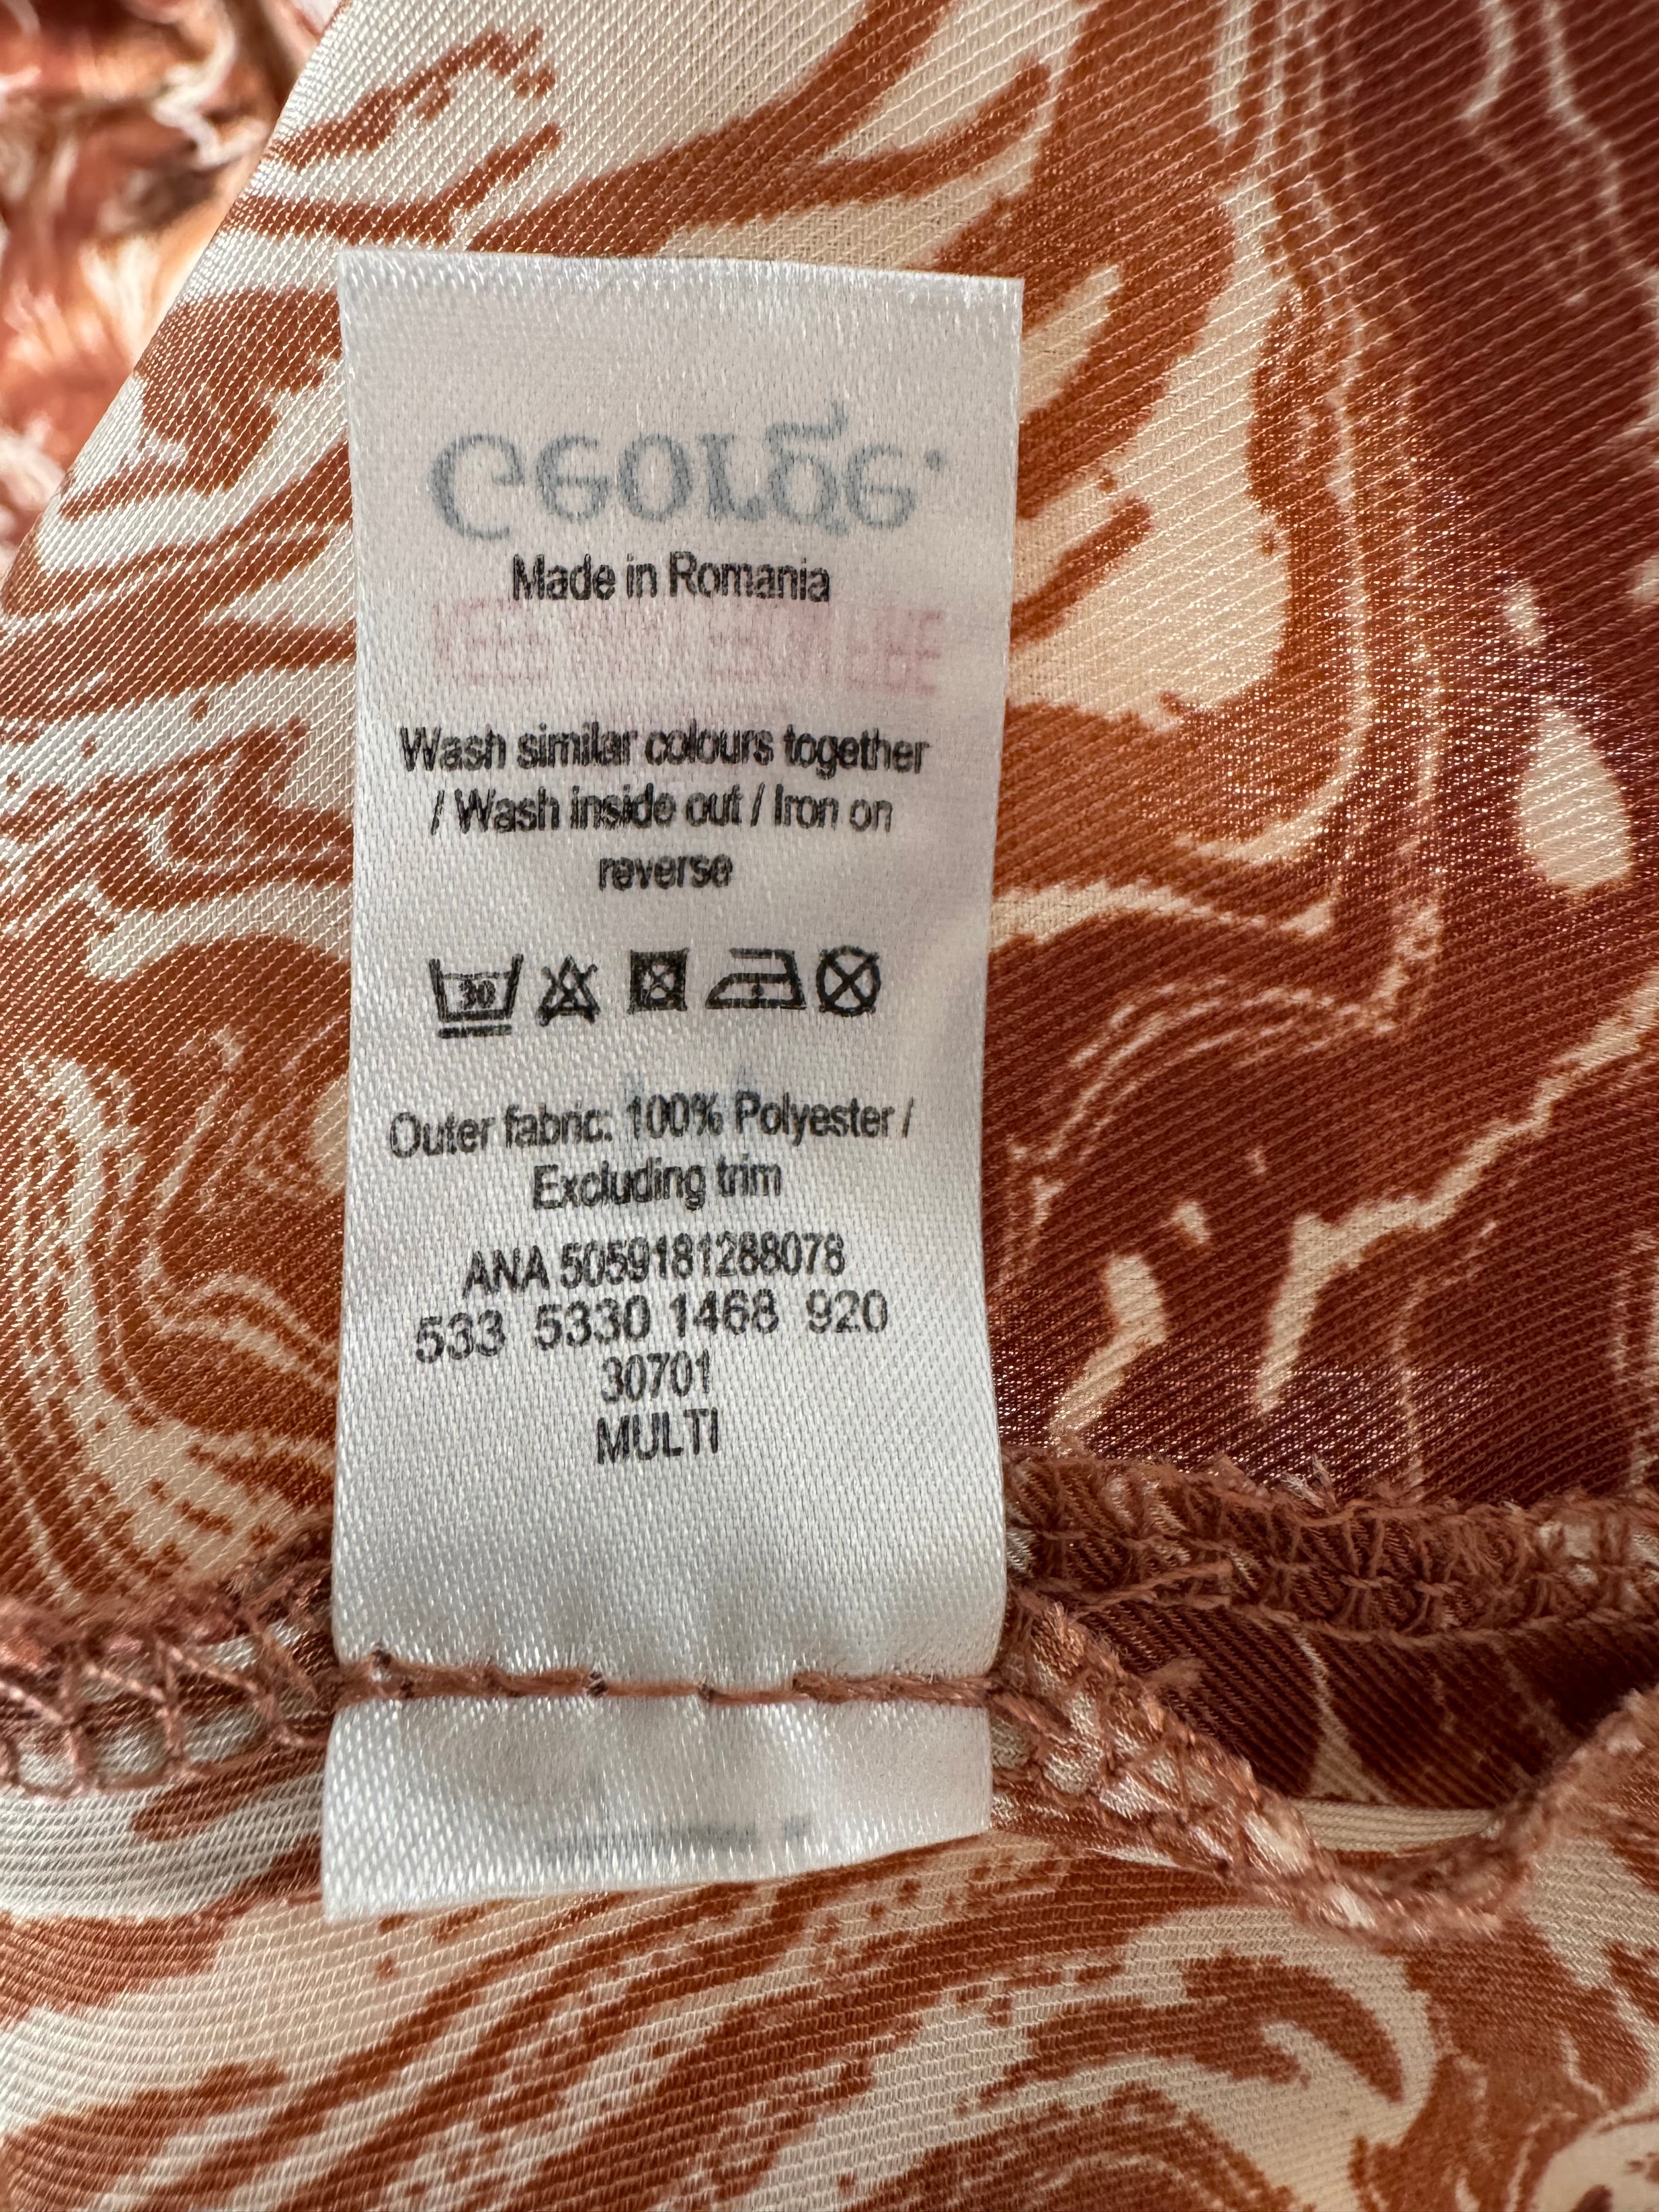 George.
Made in Romania
Wash similar colours together
/ Wash inside out / Iron on
reverse
30
Outer fabric: 100% Polyester /
Excluding trim
ANA 5059181288078
533 5330 1468 920
30701
MULTI